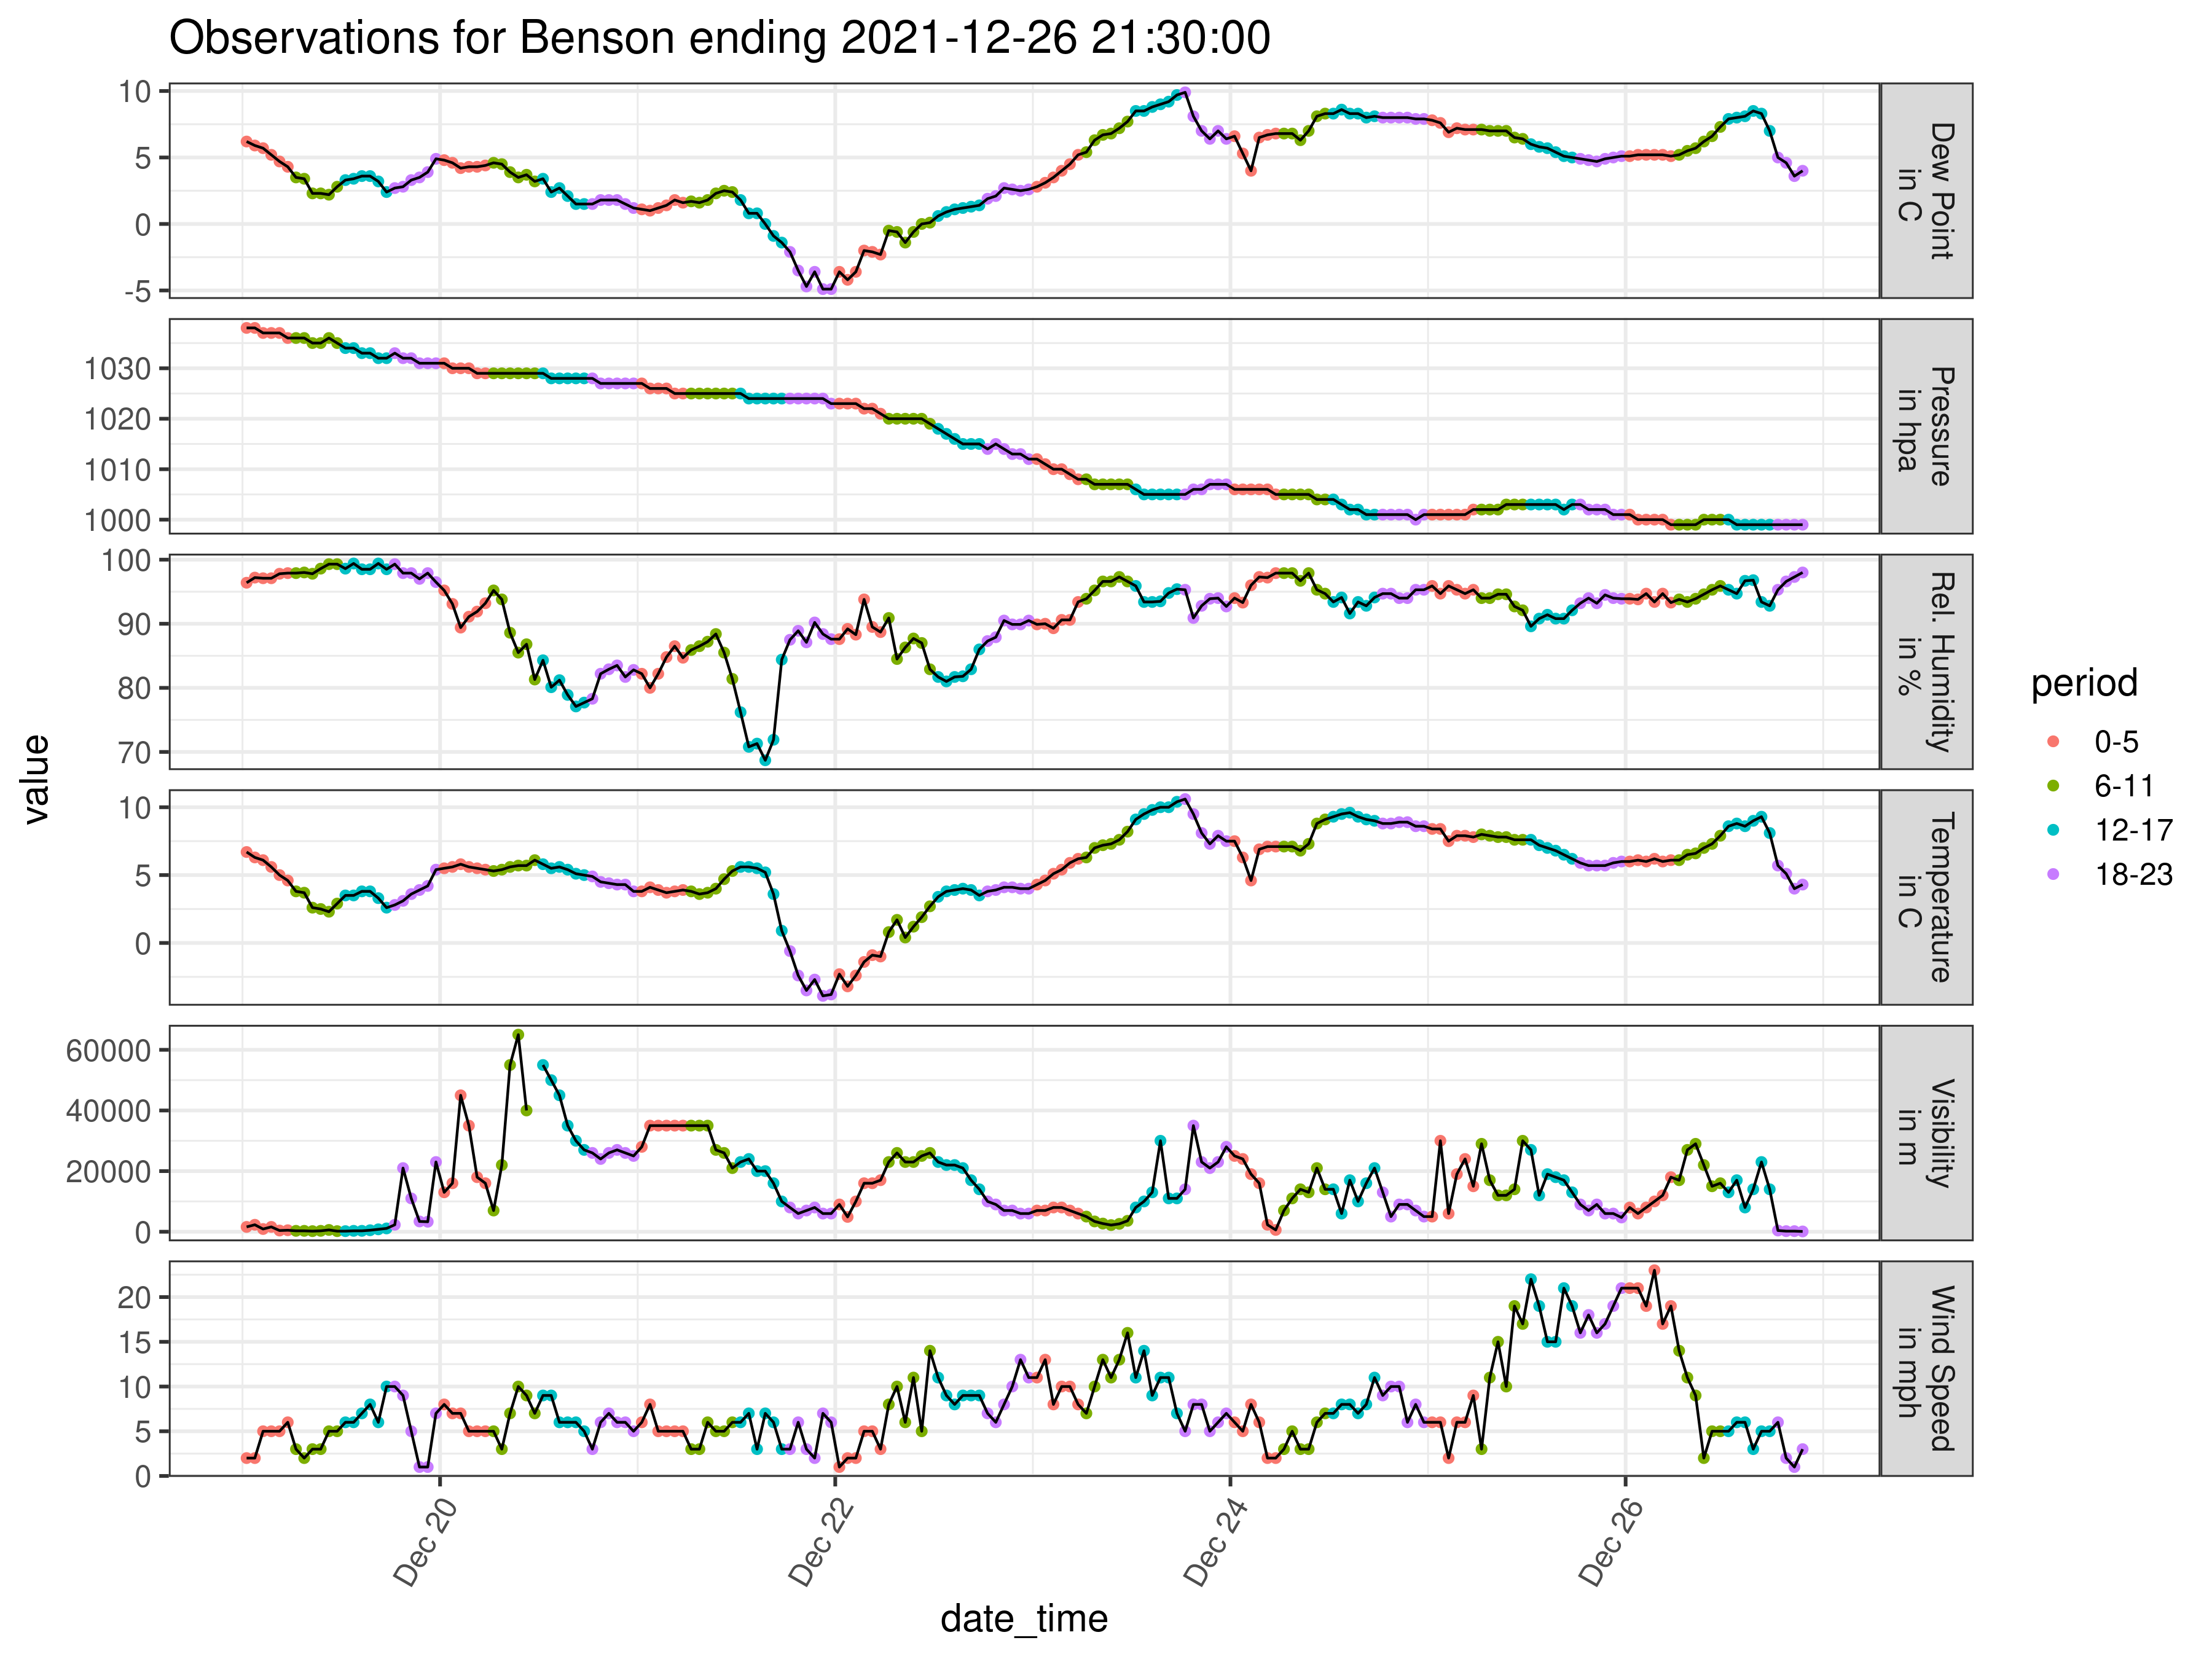 Observations for Benson ending 2021-12-26 21:30:00
value
10
5
0
-5
Dew Point
in C
1030
1020
1010
1000
Pressure
in hpa
100
90
80
70
Rel. Humidity
in %
10
5
0
Temperature
in C
60000
40000
20000
0
Visibility
in m
20
15
10
5
0
Wind Speed
in mph
Dec 20
Dec 22
Dec 24
Dec 26
date_time
period
0-5
6-11
12-17
18-23